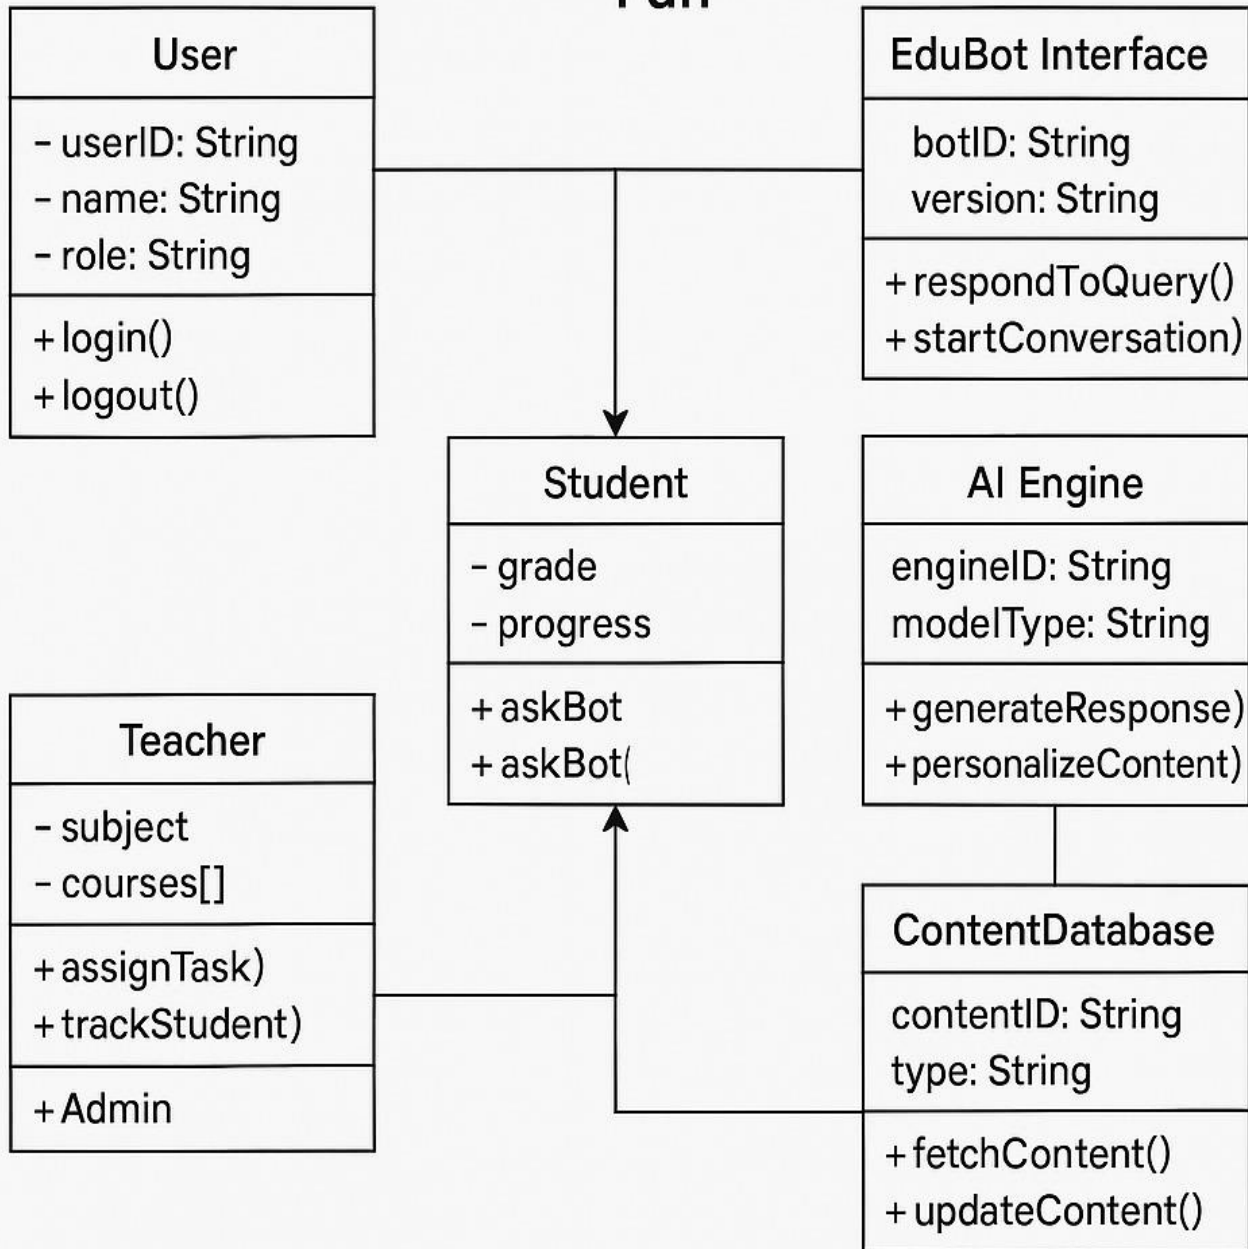 User
- userID: String
- name: String
- role: String
+ login()
+ logout()
EduBot Interface
botID: String
version: String
+ respondToQuery()
+ startConversation)
Student
- grade
- progress
+ askBot
+ askBot(
AI Engine
engineID: String
modelType: String
+ generateResponse)
+ personalizeContent)
Teacher
- subject
- courses[]
+ assignTask)
+ trackStudent)
+ Admin
ContentDatabase
contentID: String
type: String
+ fetchContent()
+ updateContent()